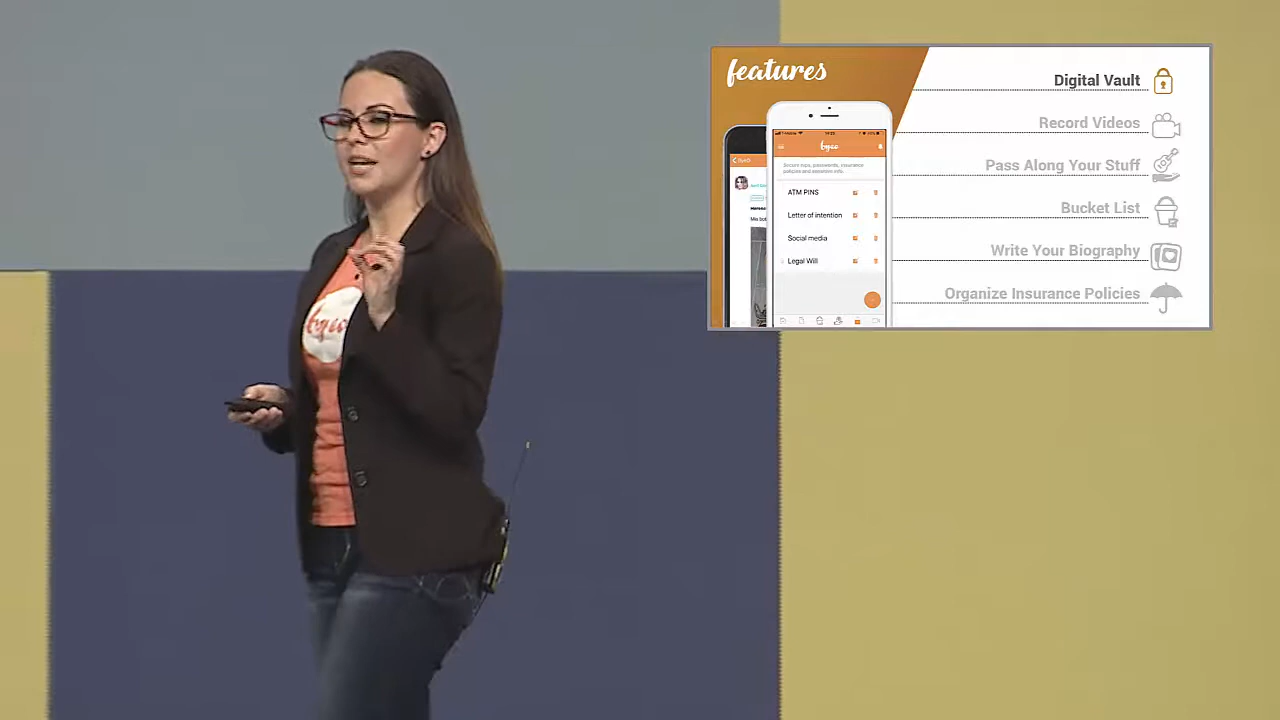 features
Digital Vault
Record Videos
Pass Along Your Stuff
Bucket List
Write Your Biography
Organize Insurance Policies
ATM PINS
Letter of intention
Social media
Legal Will